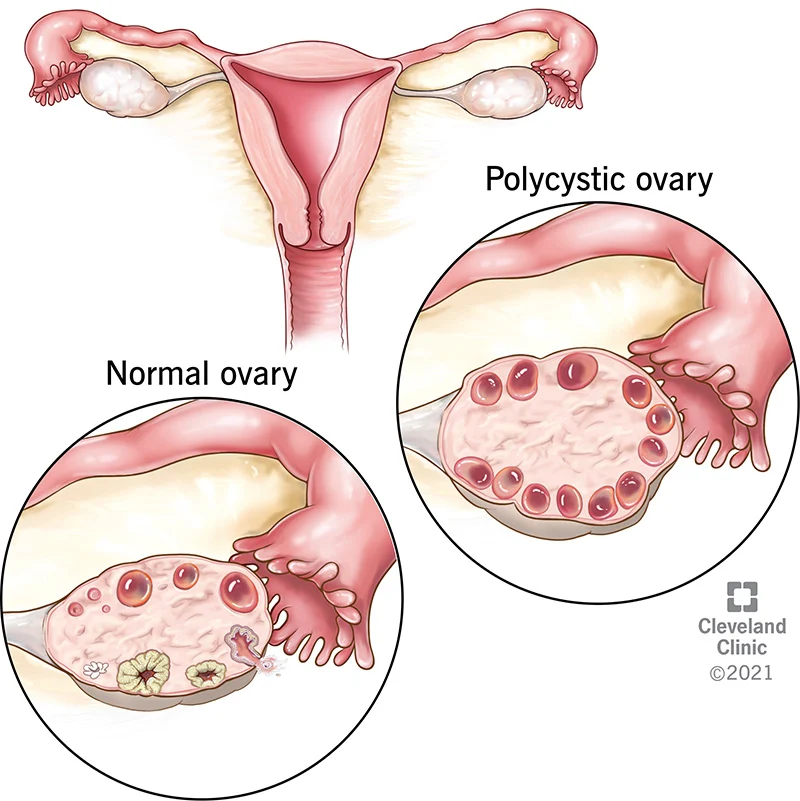 Polycystic ovary
Normal ovary
Cleveland
Clinic
©2021